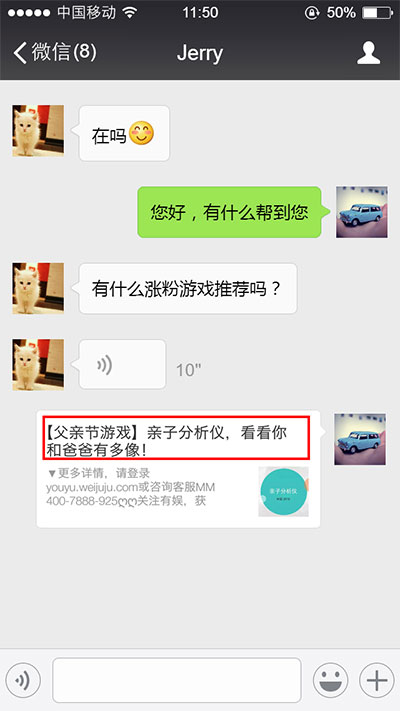 中国移动 11:50 50%
微信(8) Jerry
在吗
您好，有什么帮到您
有什么涨粉游戏推荐吗？
10"
【父亲节游戏】亲子分析仪，看看你
和爸爸有多像！
▼更多详情，请登录
youyu.weijuju.com或咨询客服MM
400-7888-925ღღ关注有娱，获
亲子分析仪